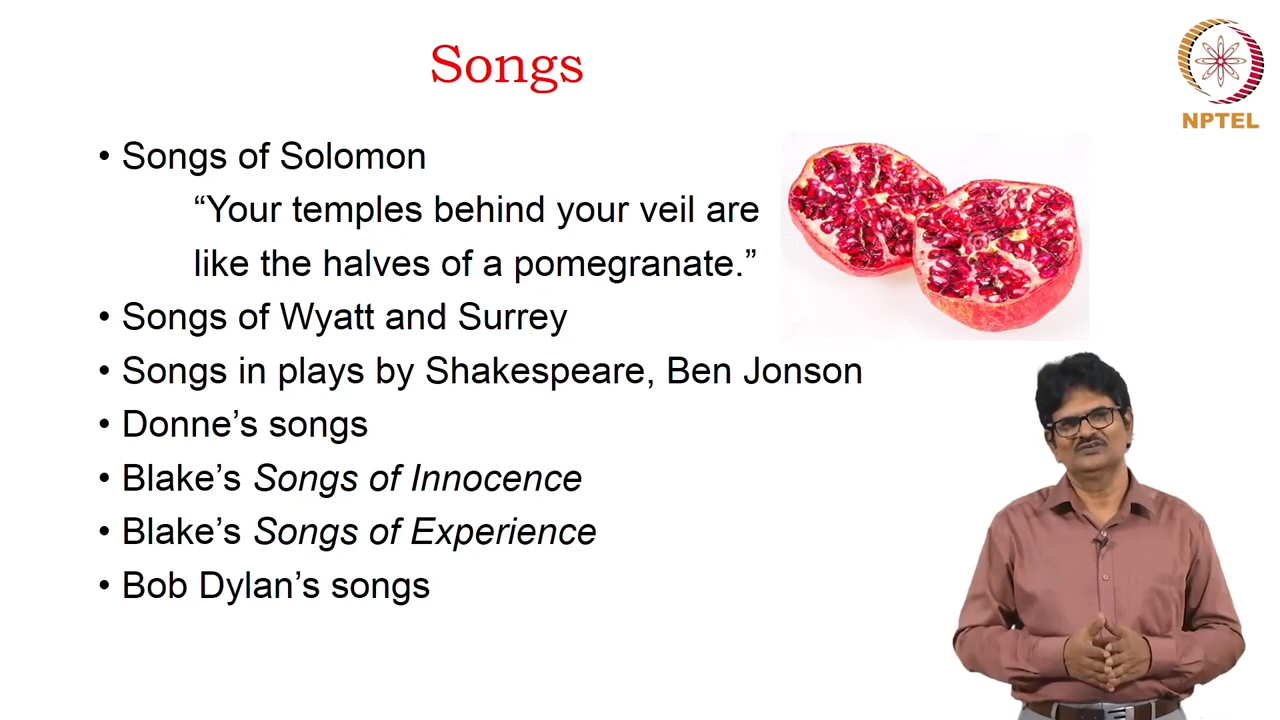 Songs
NPTEL
• Songs of Solomon
“Your temples behind your veil are
like the halves of a pomegranate.”
• Songs of Wyatt and Surrey
• Songs in plays by Shakespeare, Ben Jonson
• Donne’s songs
• Blake’s Songs of Innocence
• Blake’s Songs of Experience
• Bob Dylan’s songs